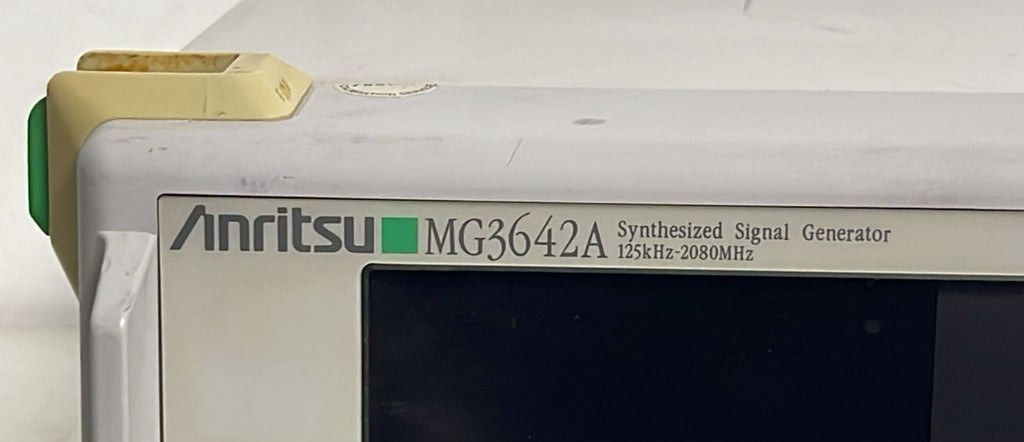 Anritsu MG3642A Synthesized Signal Generator
125kHz-2080MHz